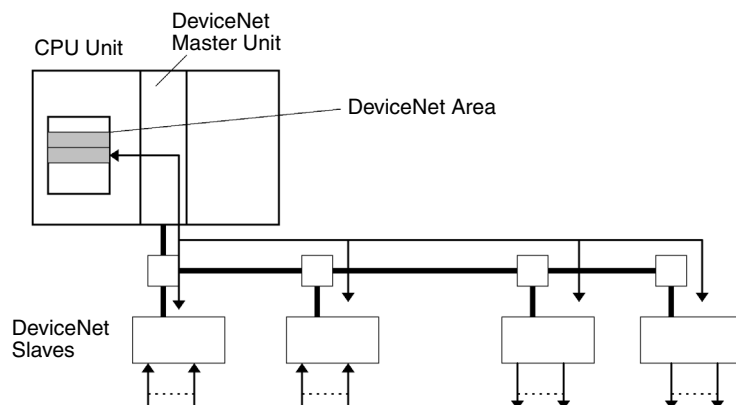 DeviceNet
Master Unit
CPU Unit
DeviceNet Area
DeviceNet
Slaves